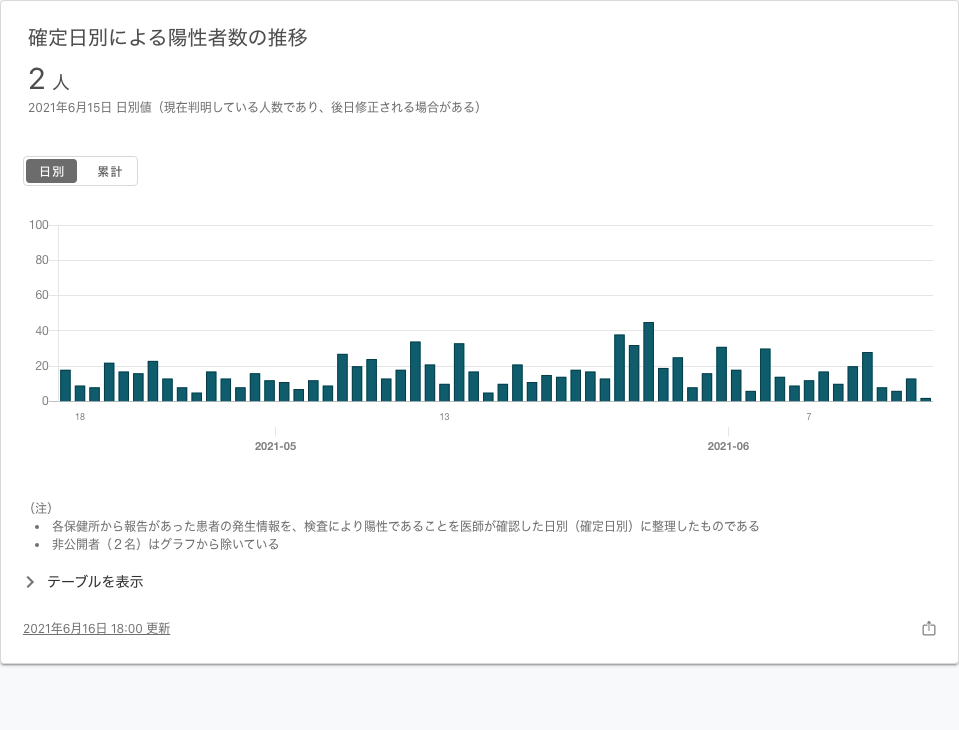 確定日別による陽性者数の推移
2 人
2021年6月15日 日別値（現在判明している人数であり、後日修正される場合がある）
日別 累計
100
80
60
40
20
0
18 13 7
2021-05 2021-06
（注）
• 各保健所から報告があった患者の発生情報を、検査により陽性であることを医師が確認した日別（確定日別）に整理したものである
• 非公開者（２名）はグラフから除いている
テーブルを表示
2021年6月16日 18:00 更新